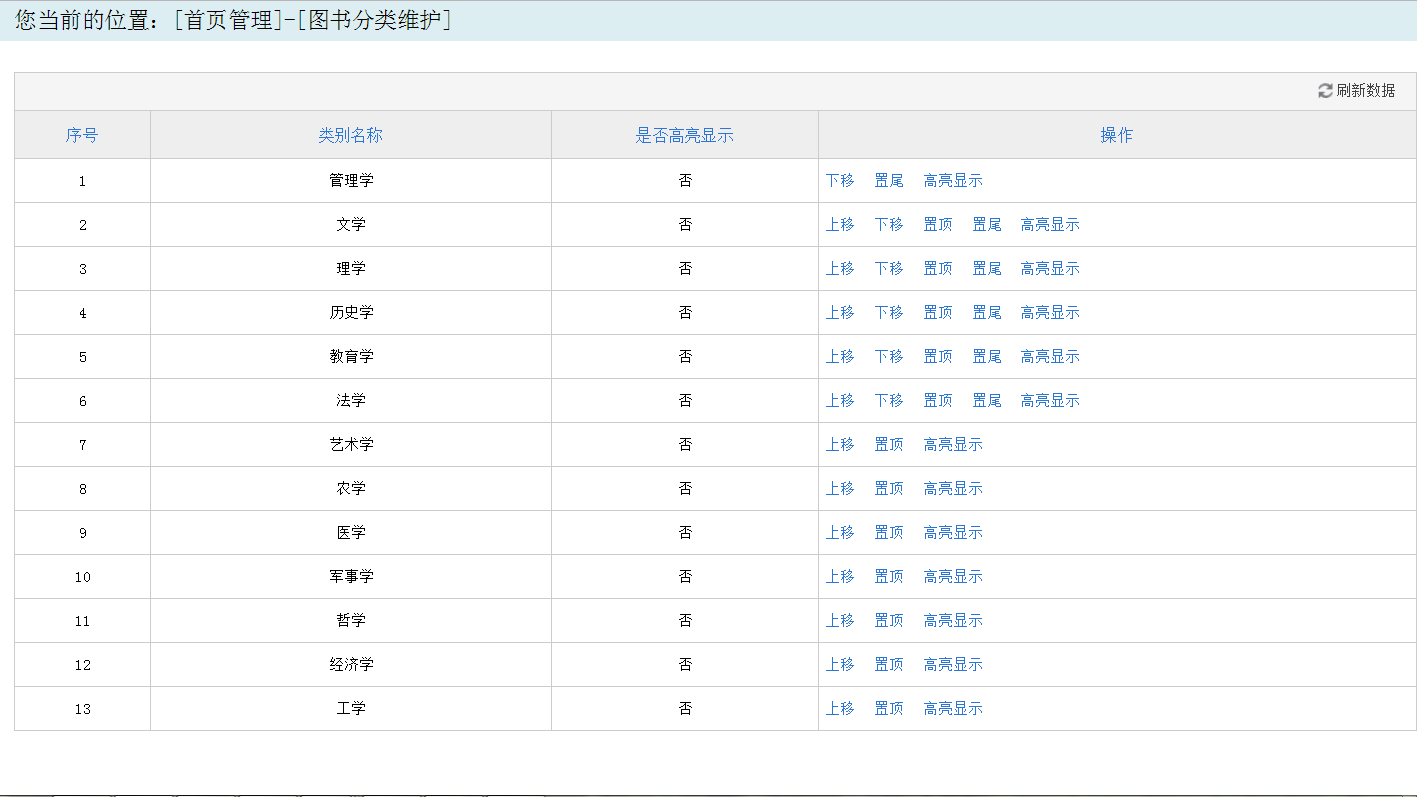 您当前的位置：[首页管理]-[图书分类维护]
刷新数据
序号 类别名称 是否高亮显示 操作
1 管理学 否 下移 置尾 高亮显示
2 文学 否 上移 下移 置顶 置尾 高亮显示
3 理学 否 上移 下移 置顶 置尾 高亮显示
4 历史学 否 上移 下移 置顶 置尾 高亮显示
5 教育学 否 上移 下移 置顶 置尾 高亮显示
6 法学 否 上移 下移 置顶 置尾 高亮显示
7 艺术学 否 上移 置顶 高亮显示
8 农学 否 上移 置顶 高亮显示
9 医学 否 上移 置顶 高亮显示
10 军事学 否 上移 置顶 高亮显示
11 哲学 否 上移 置顶 高亮显示
12 经济学 否 上移 置顶 高亮显示
13 工学 否 上移 置顶 高亮显示